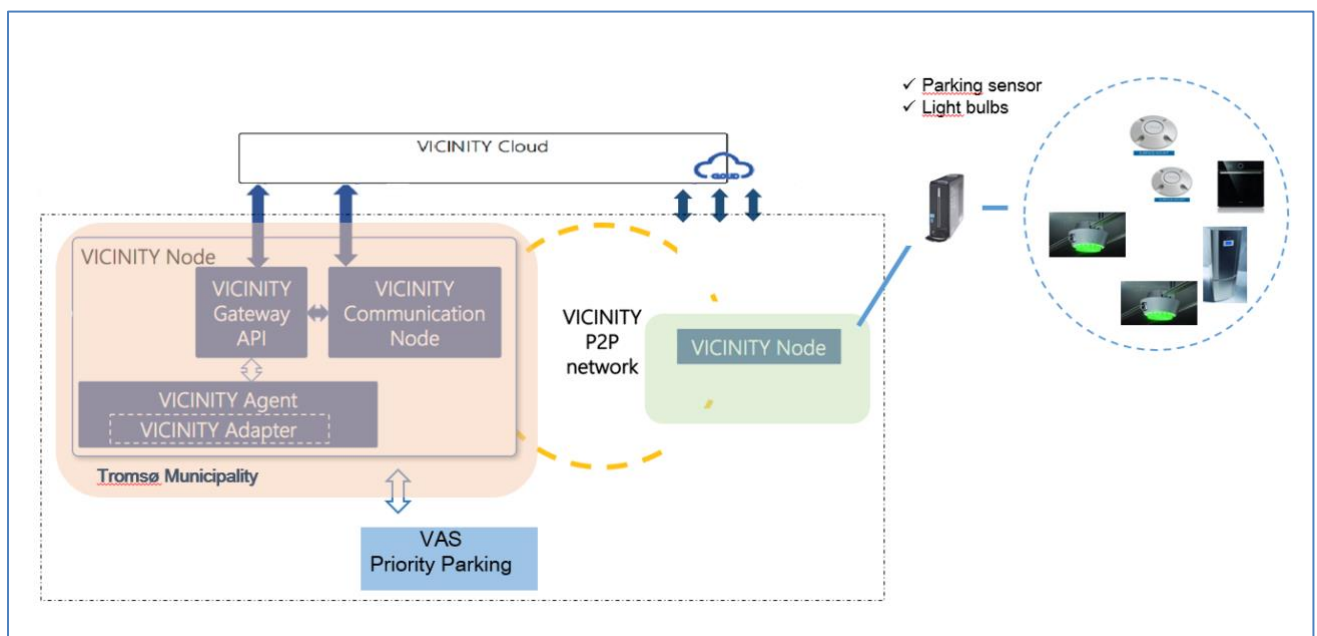 ✓ Parking sensor
✓ Light bulbs
VICINITY Cloud
CLOUD
VICINITY Node
VICINITY
Gateway
API
VICINITY
Communication
Node
VICINITY Agent
VICINITY Adapter
Tromsø Municipality
VICINITY
P2P
network
VICINITY Node
VAS
Priority Parking